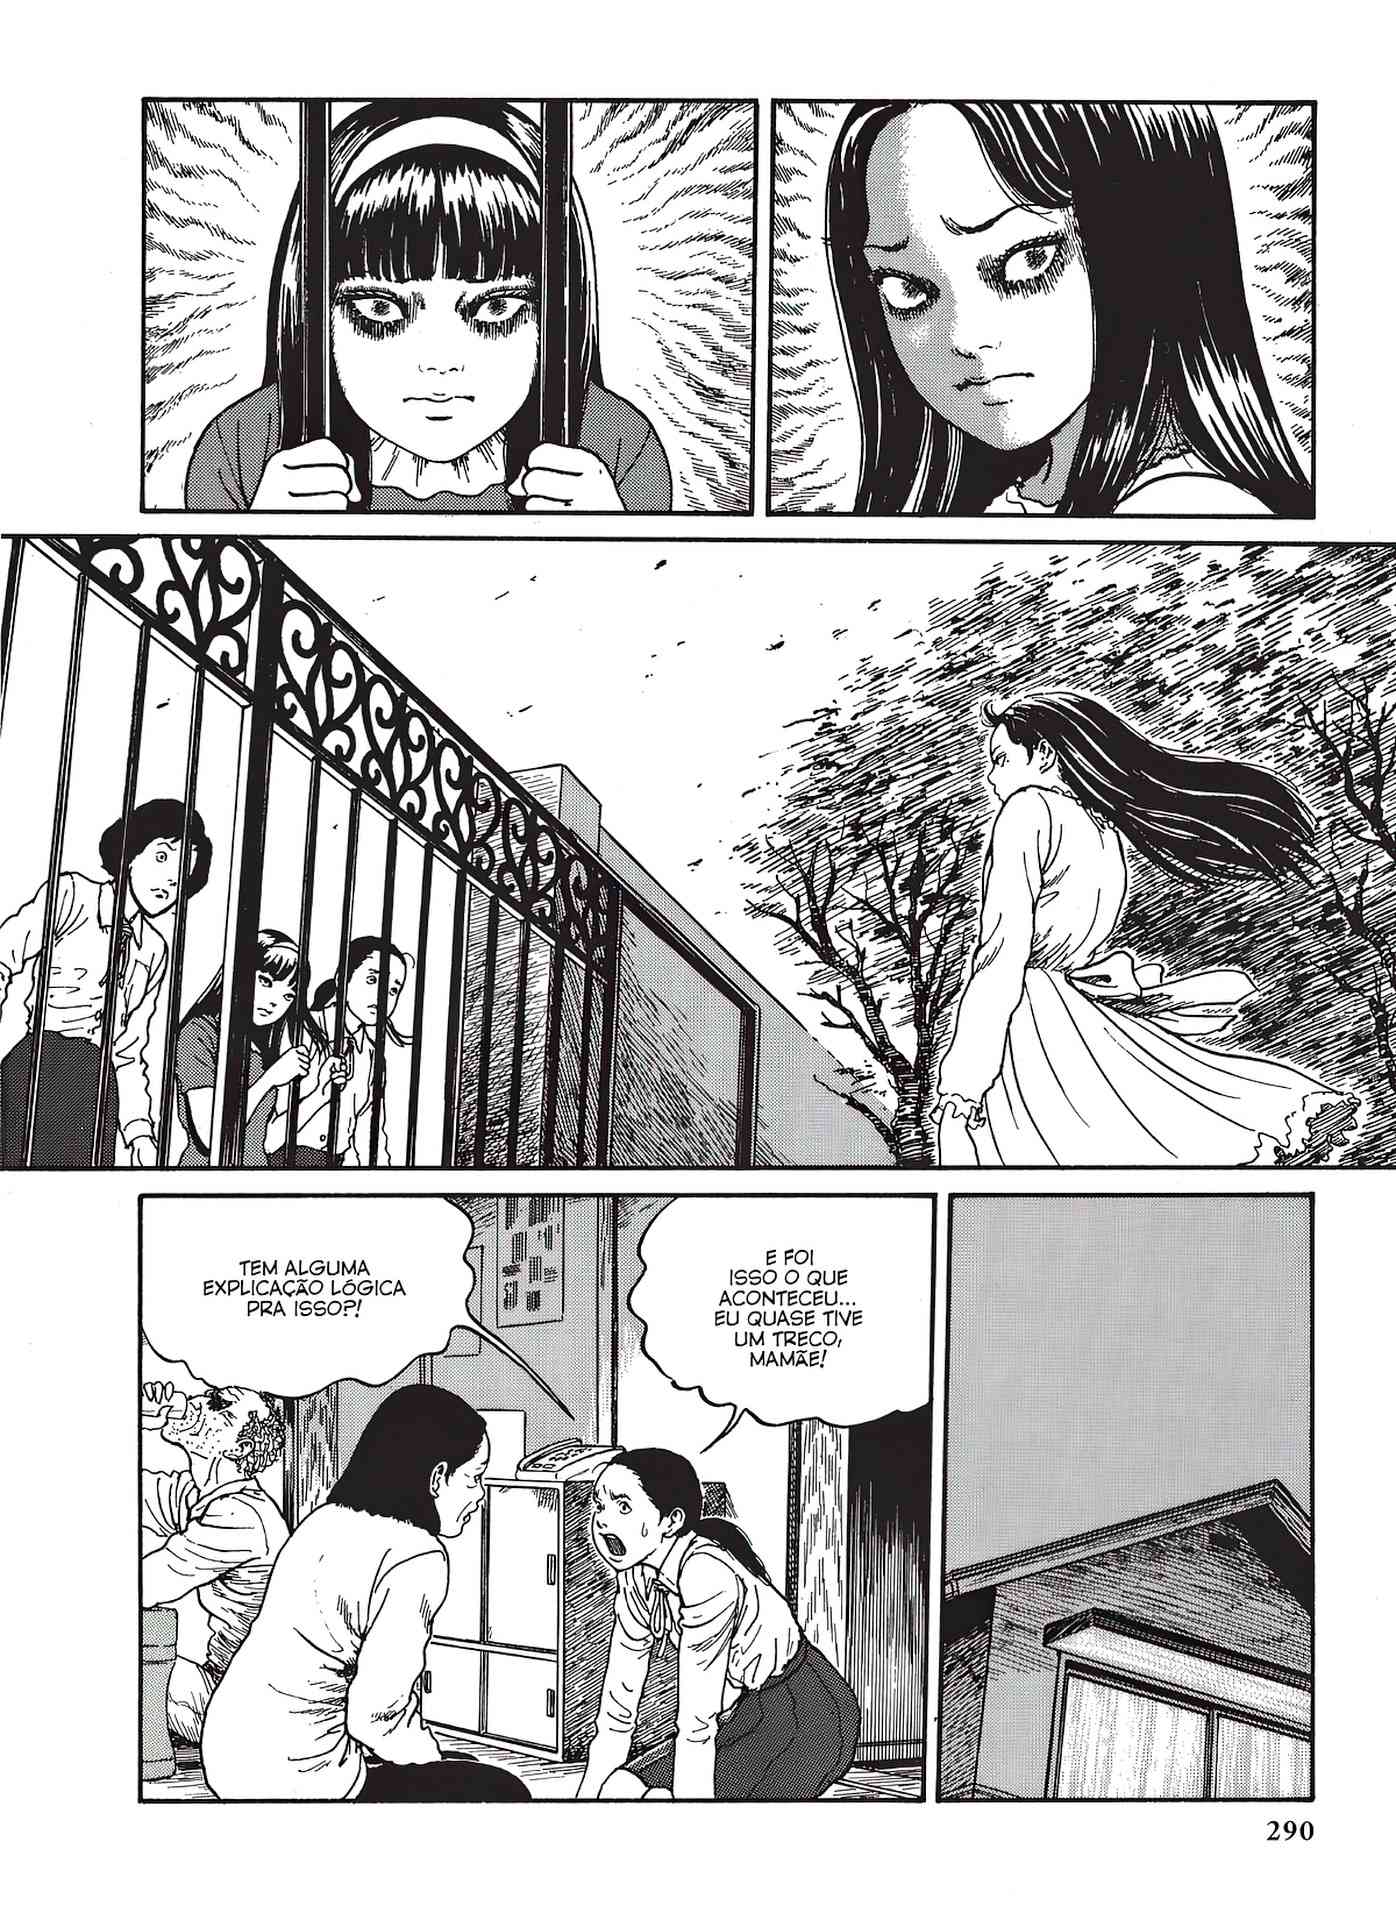 E FOI
ISSO O QUE
ACONTECEU...
EU QUASE TIVE
UM TRECO,
MAMÃE!
TEM ALGUMA
EXPLICAÇÃO LÓGICA
PRA ISSO?!
290